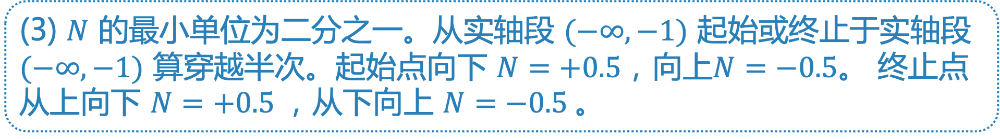 (3) N 的最小单位为二分之一。从实轴段 (−∞, −1) 起始或终止于实轴段
(−∞, −1) 算穿越半次。起始点向下 N = +0.5，向上N = −0.5。 终止点
从上向下 N = +0.5 ，从下向上 N = −0.5 。